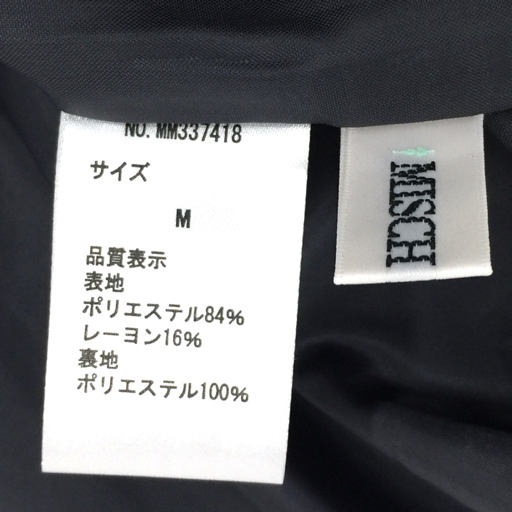 NO. MM337418
サイズ
M
品質表示
表地
ポリエステル84%
レーヨン16%
裏地
ポリエステル100%
MISCH